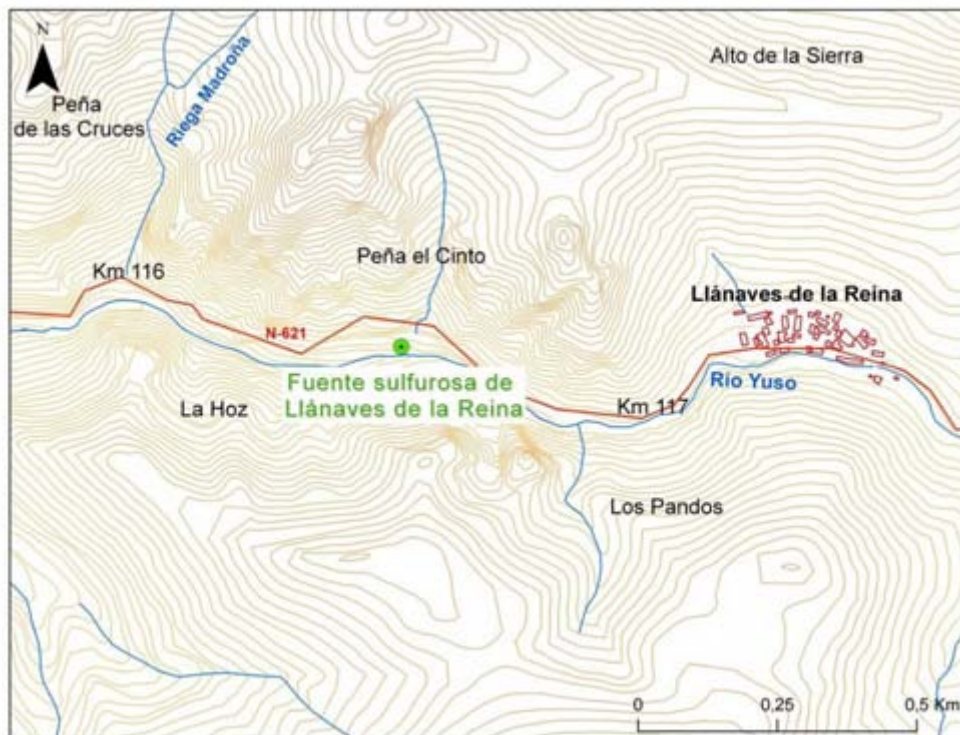 N
Peña
de las Cruces
Riega Madroña
Alto de la Sierra
Peña el Cinto
Km 116
Llánaves de la Reina
N-621
Fuente sulfurosa de
Llánaves de la Reina
Río Yuso
La Hoz
Km 117
Los Pandos
0 0,25 0,5 Km